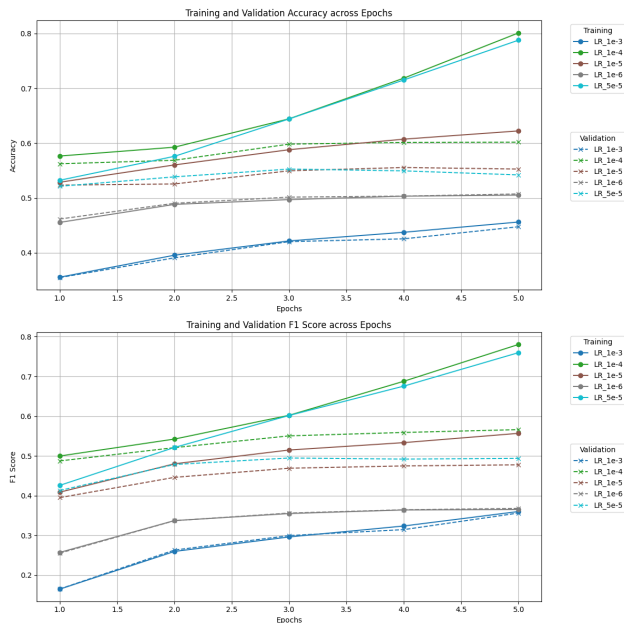 Training and Validation Accuracy across Epochs
Accuracy
0.8
0.7
0.6
0.5
0.4
1.0 1.5 2.0 2.5 3.0 3.5 4.0 4.5 5.0
Epochs
Training
LR_1e-3
LR_1e-4
LR_1e-5
LR_1e-6
LR_5e-5
Validation
LR_1e-3
LR_1e-4
LR_1e-5
LR_1e-6
LR_5e-5
Training and Validation F1 Score across Epochs
F1 Score
0.8
0.7
0.6
0.5
0.4
0.3
0.2
1.0 1.5 2.0 2.5 3.0 3.5 4.0 4.5 5.0
Epochs
Training
LR_1e-3
LR_1e-4
LR_1e-5
LR_1e-6
LR_5e-5
Validation
LR_1e-3
LR_1e-4
LR_1e-5
LR_1e-6
LR_5e-5